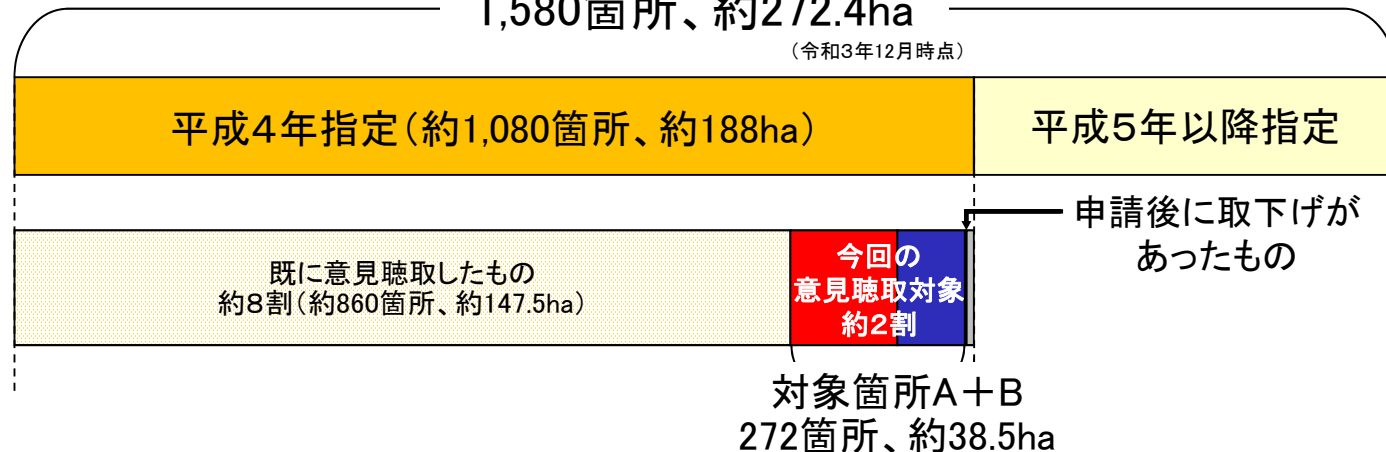 1,580箇所、約272.4ha
（令和3年12月時点）
平成４年指定（約1,080箇所、約188ha）
平成５年以降指定
申請後に取下げが
あったもの
既に意見聴取したもの
約８割（約860箇所、約147.5ha）
今回の
意見聴取対象
約２割
対象箇所A＋B
272箇所、約38.5ha